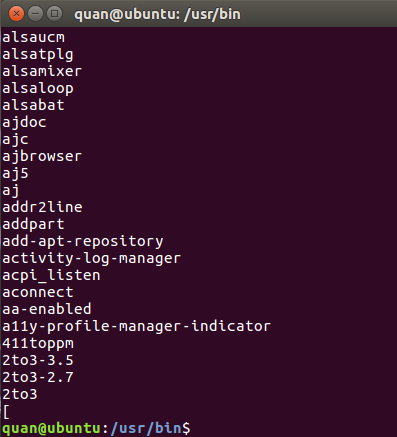 quan@ubuntu: /usr/bin
alsaucm
alsatplg
alsamixer
alsaloop
alsabat
ajdoc
ajc
ajbrowser
aj5
aj
addr2line
addpart
add-apt-repository
activity-log-manager
acpi_listen
aconnect
aa-enabled
a11y-profile-manager-indicator
411toppm
2to3-3.5
2to3-2.7
2to3
[
quan@ubuntu:/usr/bin$